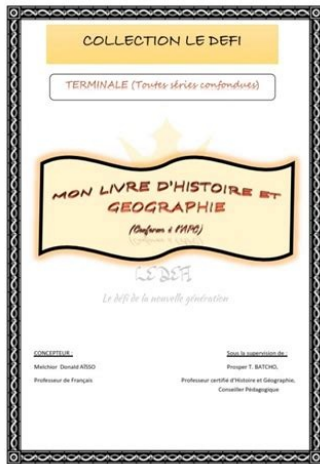 COLLECTION LE DEFI
TERMINALE (Toutes séries confondues)
MON LIVRE D'HISTOIRE ET
GEOGRAPHIE
(Conforme à l'APC)
LE DEFI
Le défi de la nouvelle génération
CONCEPTEUR :
Melchior Donald AÏSSO
Professeur de Français
Sous la supervision de :
Prosper T. BATCHO,
Professeur certifié d'Histoire et Géographie,
Conseiller Pédagogique